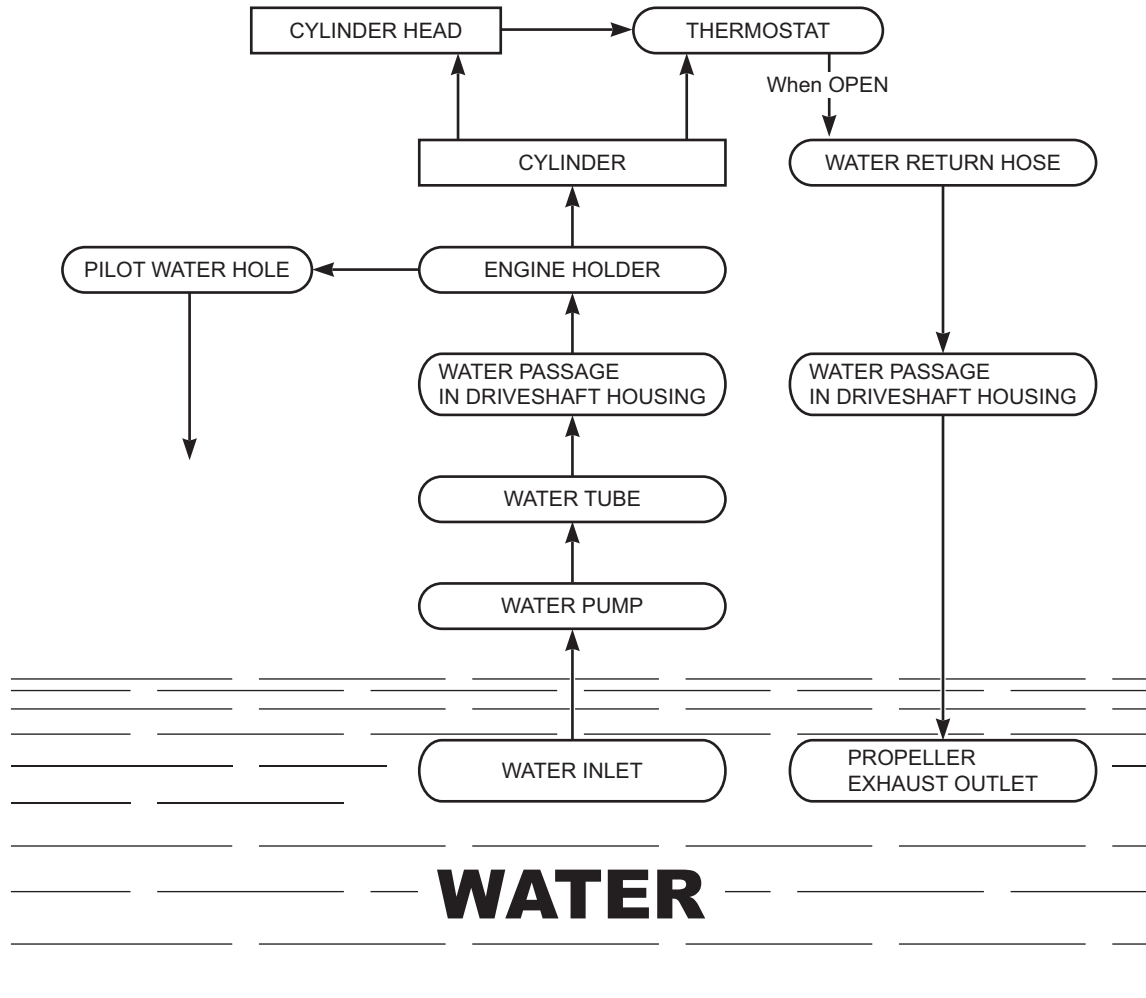 CYLINDER HEAD
THERMOSTAT
When OPEN
CYLINDER
WATER RETURN HOSE
PILOT WATER HOLE
ENGINE HOLDER
WATER PASSAGE
IN DRIVESHAFT HOUSING
WATER PASSAGE
IN DRIVESHAFT HOUSING
WATER TUBE
WATER PUMP
WATER INLET
PROPELLER
EXHAUST OUTLET
WATER